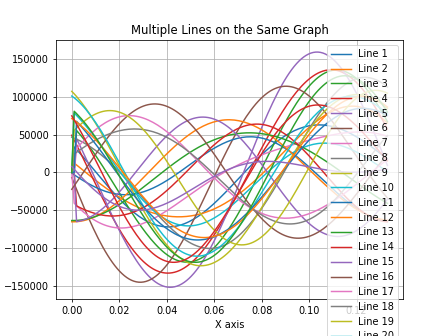 Multiple Lines on the Same Graph
150000
100000
50000
0
−50000
−100000
−150000
0.00
0.02
0.04
0.06
0.08
0.10
X axis
Line 1
Line 2
Line 3
Line 4
Line 5
Line 6
Line 7
Line 8
Line 9
Line 10
Line 11
Line 12
Line 13
Line 14
Line 15
Line 16
Line 17
Line 18
Line 19
Line 20